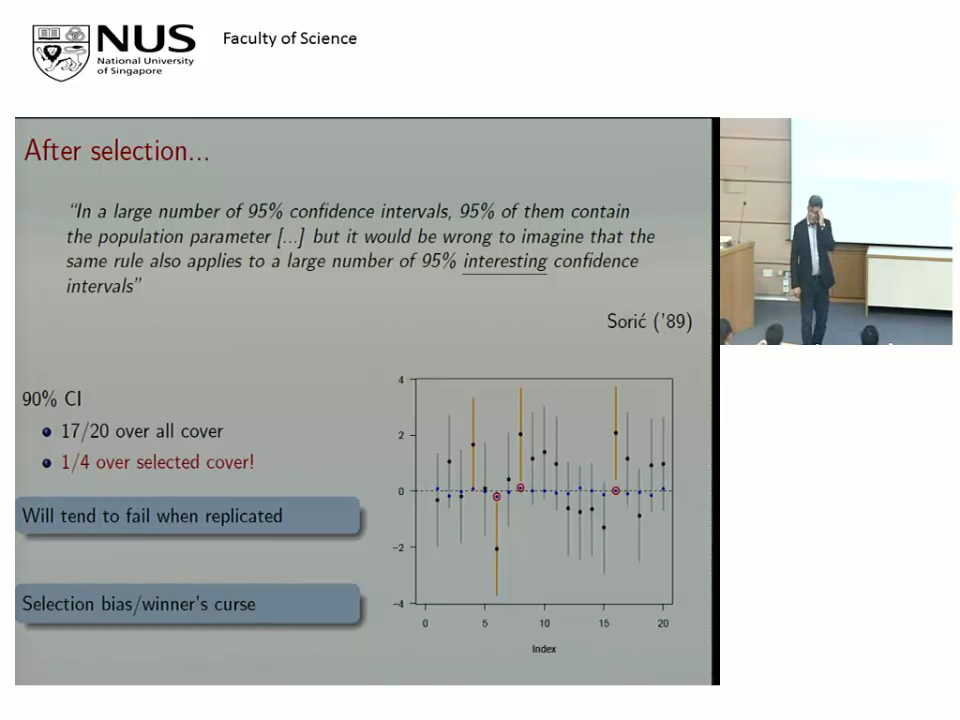 NUS
National University
of Singapore
Faculty of Science
After selection...
“In a large number of 95% confidence intervals, 95% of them contain
the population parameter [...] but it would be wrong to imagine that the
same rule also applies to a large number of 95% interesting confidence
intervals”
Sorić ('89)
90% CI
17/20 over all cover
1/4 over selected cover!
Will tend to fail when replicated
Selection bias/winner's curse
4
2
0
−2
−4
0 5 10 15 20
Index